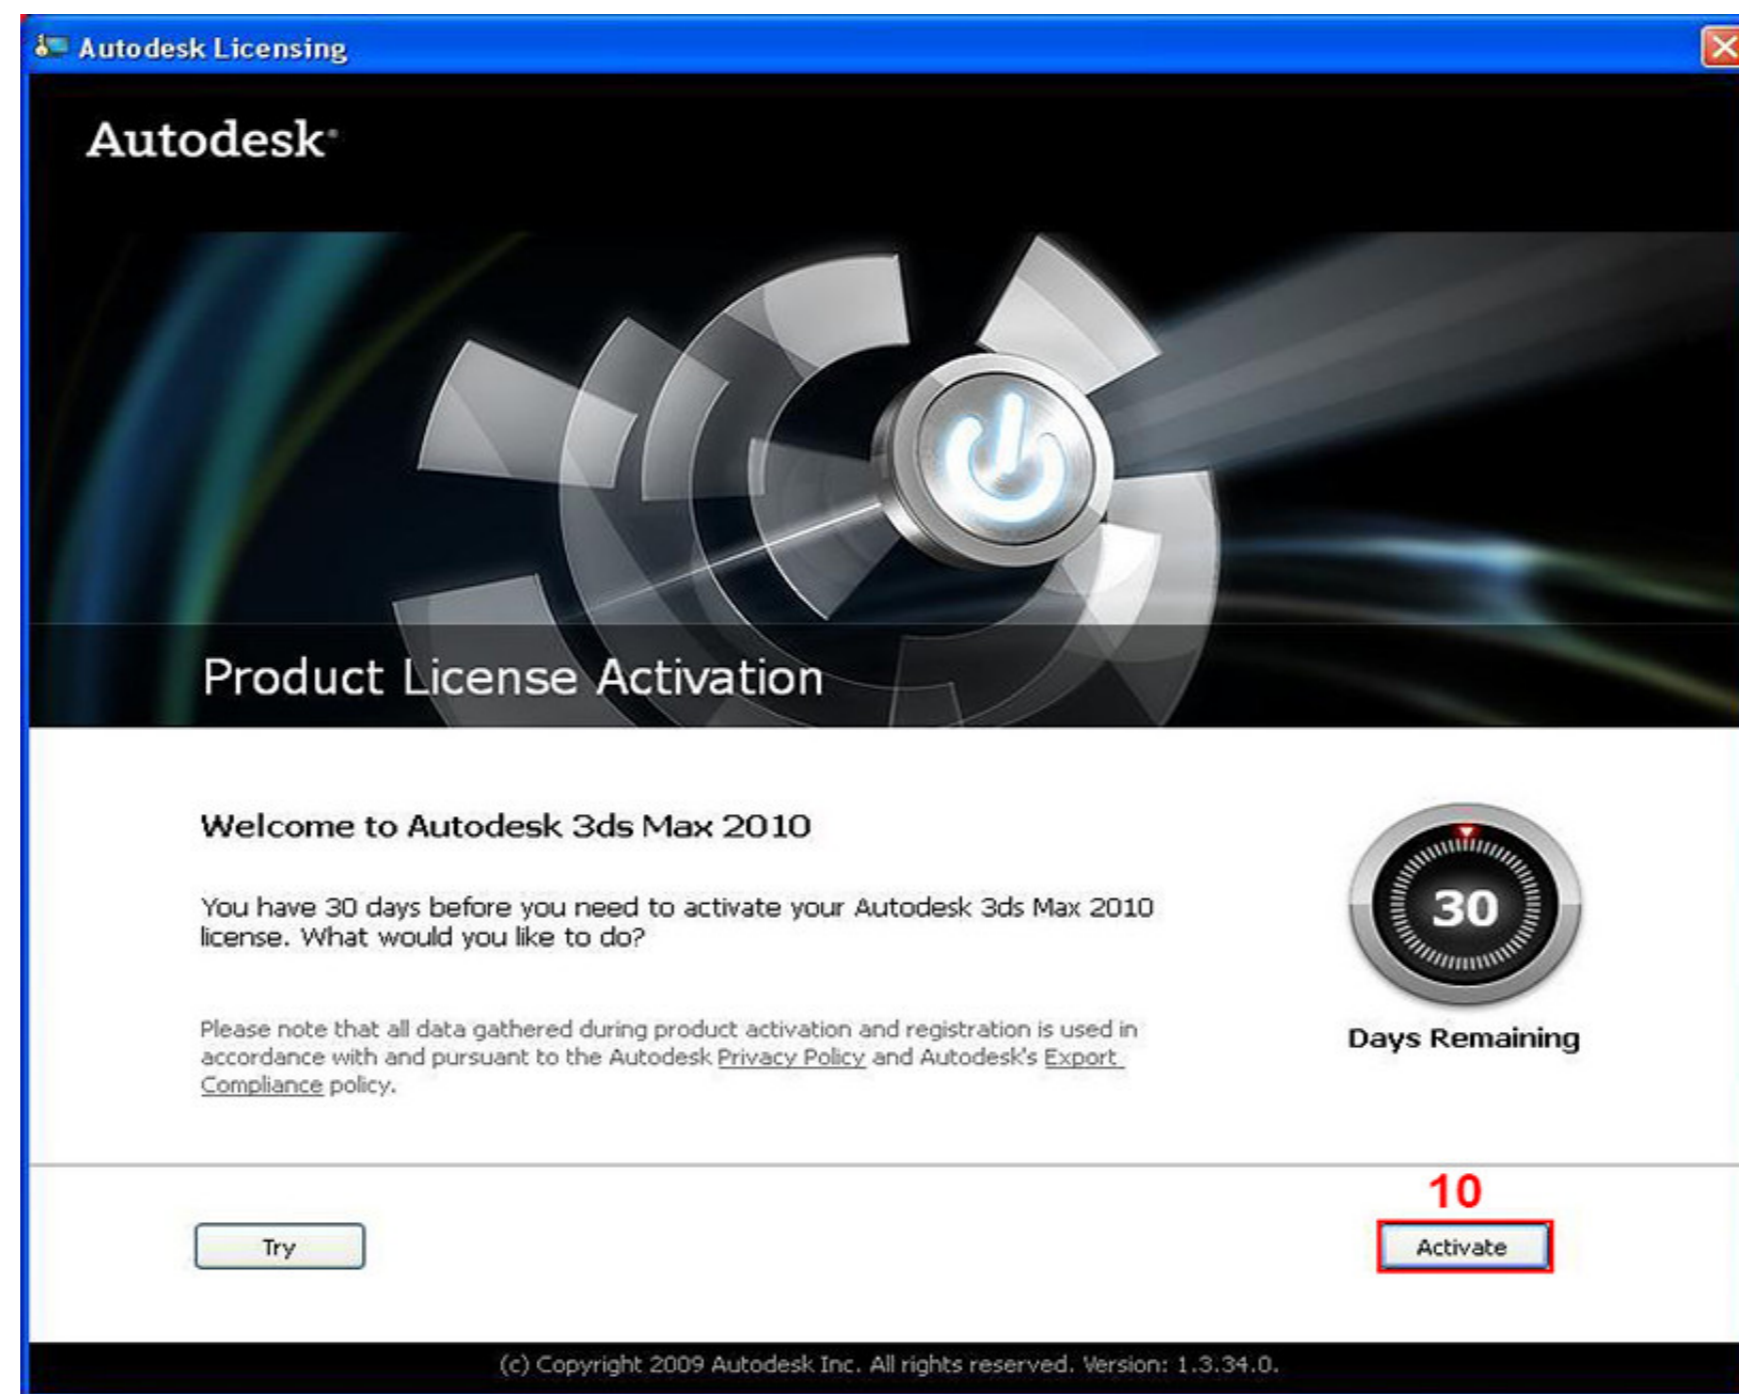 Autodesk Licensing
Autodesk®
Product License Activation
Welcome to Autodesk 3ds Max 2010
You have 30 days before you need to activate your Autodesk 3ds Max 2010
license. What would you like to do?
30
Please note that all data gathered during product activation and registration is used in
accordance with and pursuant to the Autodesk Privacy Policy and Autodesk's Export
Compliance policy.
Days Remaining
10
Try
Activate
(c) Copyright 2009 Autodesk Inc. All rights reserved. Version: 1.3.34.0.